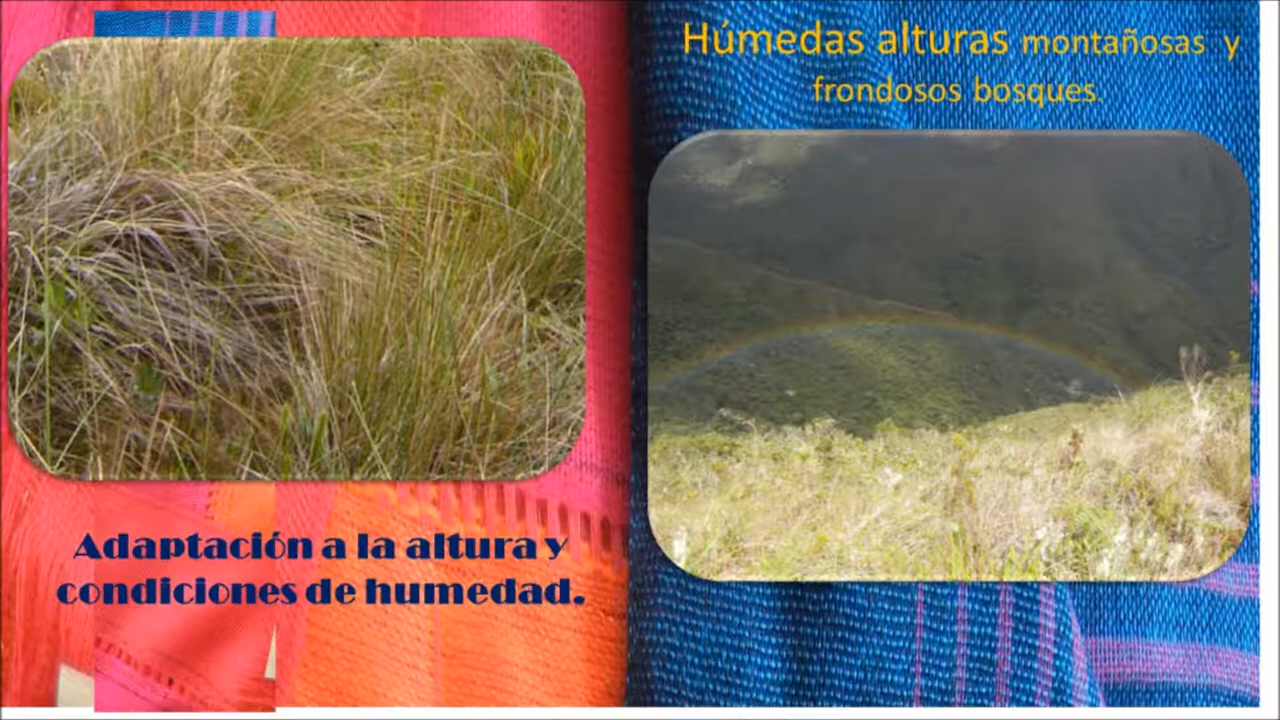 Adaptación a la altura y
condiciones de humedad.
Húmedas alturas montañosas y
frondosos bosques.